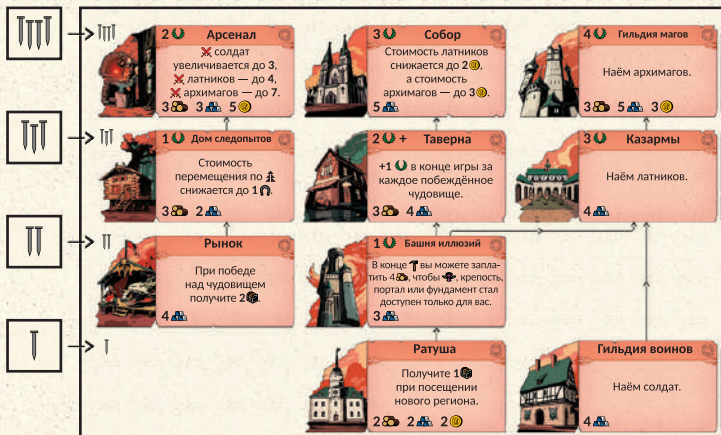 2 Арсенал
солдат
увеличивается до 3,
латников — до 4,
архимагов — до 7.
3 3 5
3 Собор
Стоимость латников
снижается до 2,
а стоимость
архимагов — до 3.
5
4 Гильдия магов
Наём архимагов.
3 5 3
1 Дом следопытов
Стоимость
перемещения по
снижается до 1.
3 2
2 + Таверна
+1 в конце игры за
каждое побеждённое
чудовище.
3 4
3 Казармы
Наём латников.
4
Рынок
При победе
над чудовищем
получите 2.
4
1 Башня иллюзий
В конце вы можете запла-
тить 4, чтобы, крепость,
портал или фундамент стал
доступен только для вас.
3
Ратуша
Получите 1
при посещении
нового региона.
2 2 2
Гильдия воинов
Наём солдат.
4